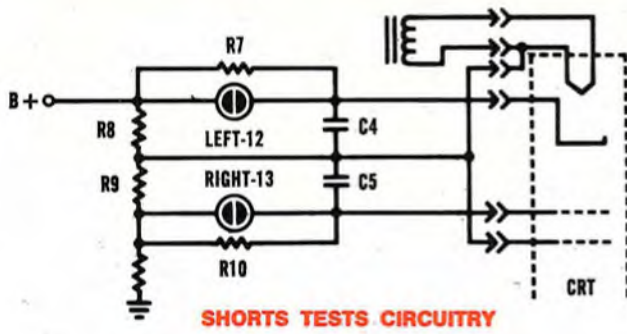 R7
B+
R8
LEFT-12
C4
R9
RIGHT-13
C5
R10
CRT
SHORTS TESTS CIRCUITRY